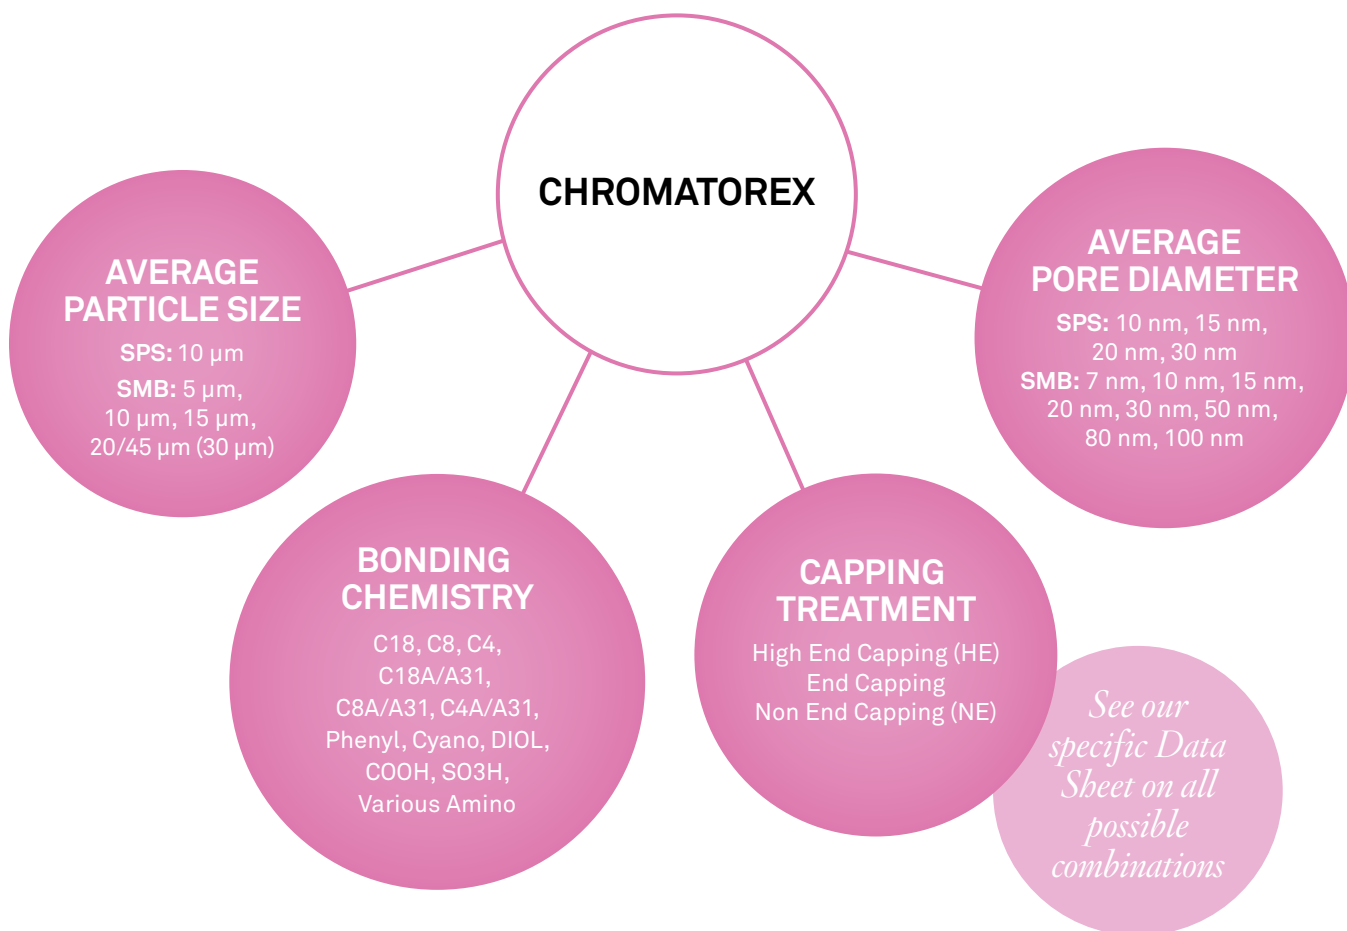 CHROMATOREX
AVERAGE
PARTICLE SIZE
SPS: 10 µm
SMB: 5 µm,
10 µm, 15 µm,
20/45 µm (30 µm)
AVERAGE
PORE DIAMETER
SPS: 10 nm, 15 nm,
20 nm, 30 nm
SMB: 7 nm, 10 nm, 15 nm,
20 nm, 30 nm, 50 nm,
80 nm, 100 nm
BONDING
CHEMISTRY
C18, C8, C4,
C18A/A31,
C8A/A31, C4A/A31,
Phenyl, Cyano, DIOL,
COOH, SO3H,
Various Amino
CAPPING
TREATMENT
High End Capping (HE)
End Capping
Non End Capping (NE)
See our
specific Data
Sheet on all
possible
combinations